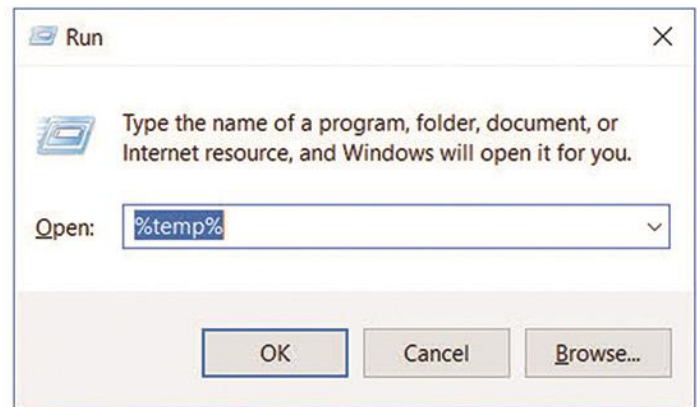 Run
Type the name of a program, folder, document, or
Internet resource, and Windows will open it for you.
Open: %temp%
OK Cancel Browse...